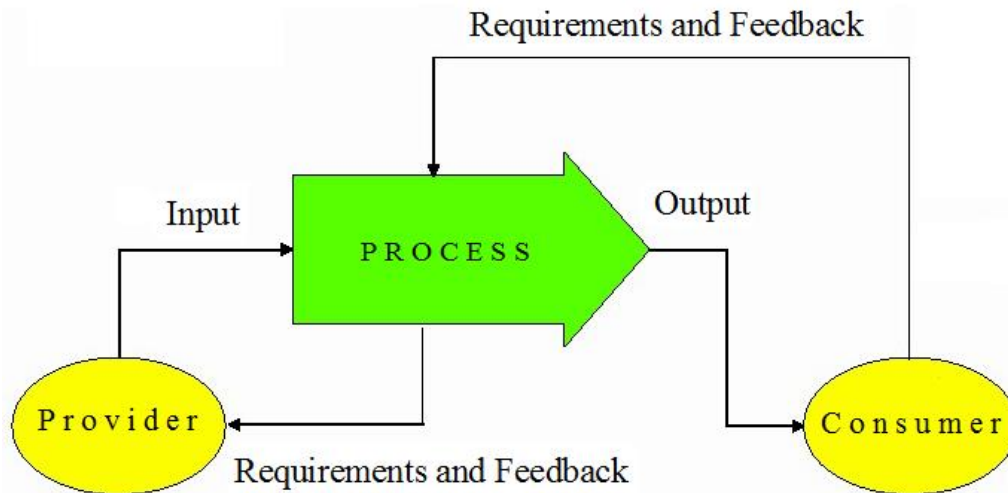 Requirements and Feedback
Input
Output
PROCESS
Provider
Consumer
Requirements and Feedback